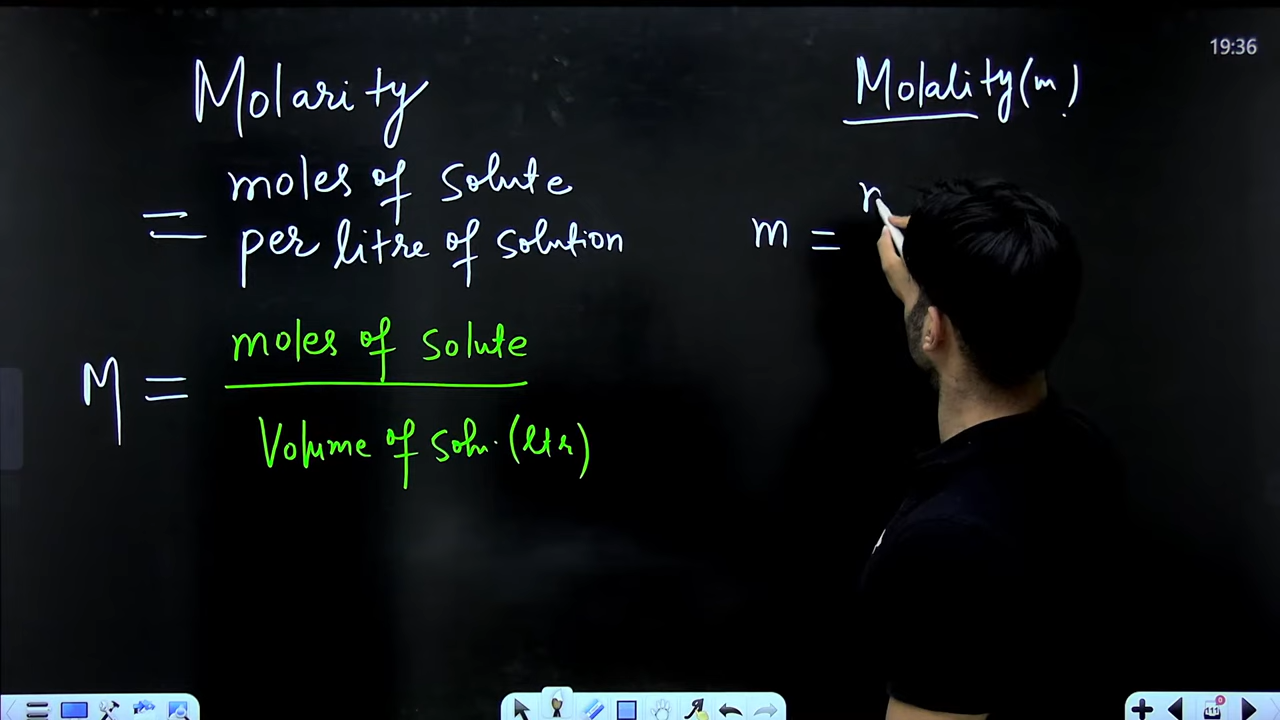 19:36
Molarity
= moles of solute
per litre of solution
M = moles of solute
Volume of soln. (ltr)
Molality (m)
m =